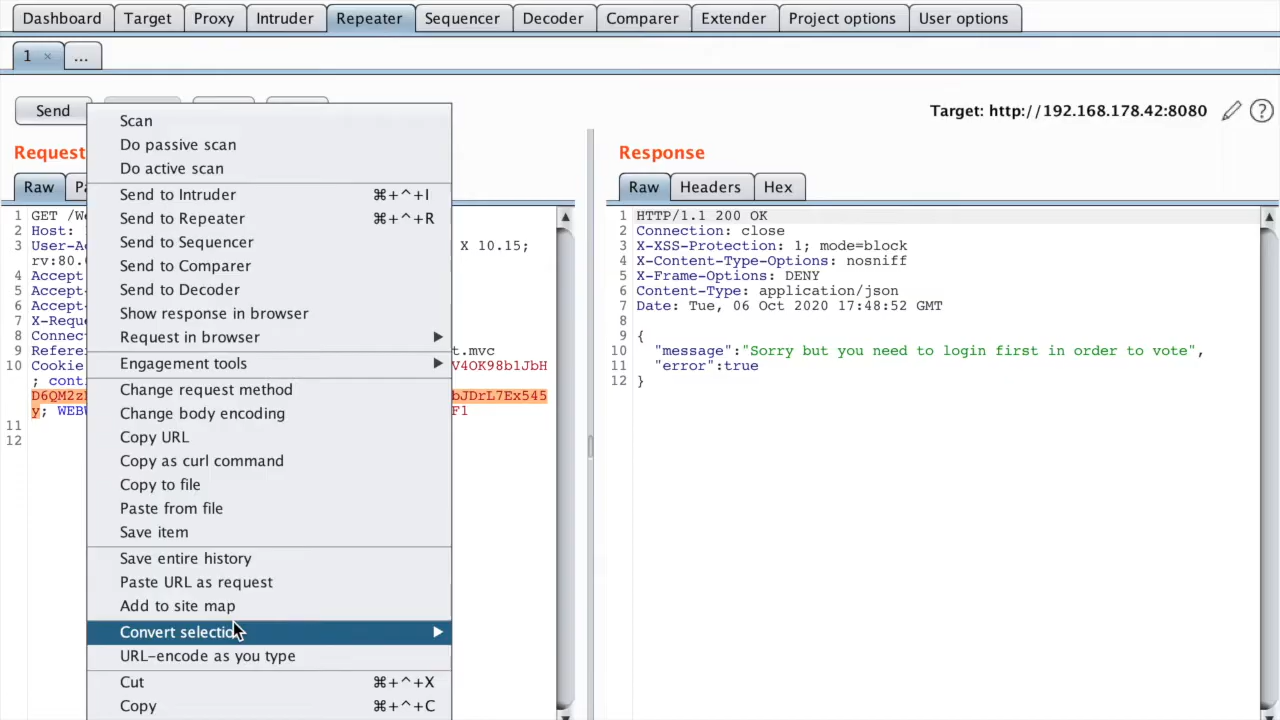 Dashboard Target Proxy Intruder Repeater Sequencer Decoder Comparer Extender Project options User options
1 × ...
Send
Target: http://192.168.178.42:8080
Request
Raw
Scan
Do passive scan
Do active scan
Send to Intruder ⌘+^+I
Send to Repeater ⌘+^+R
Send to Sequencer
Send to Comparer
Send to Decoder
Show response in browser
Request in browser
Engagement tools
Change request method
Change body encoding
Copy URL
Copy as curl command
Copy to file
Paste from file
Save item
Save entire history
Paste URL as request
Add to site map
Convert selection
URL-encode as you type
Cut ⌘+^+X
Copy ⌘+^+C
1 GET
2 Host:
3 X 10.15;
rv:80.
4 Accept
5 Accept-
6 Accept-
7
8
9 t.mvc
10 Cookie V4OK98b1JbH
;
D6QM2z bJDrL7Ex545
y; F1
11
12
Response
Raw Headers Hex
1 HTTP/1.1 200 OK
2 Connection: close
3 X-XSS-Protection: 1; mode=block
4 X-Content-Type-Options: nosniff
5 X-Frame-Options: DENY
6 Content-Type: application/json
7 Date: Tue, 06 Oct 2020 17:48:52 GMT
8
9 {
10 "message":"Sorry but you need to login first in order to vote",
11 "error":true
12 }